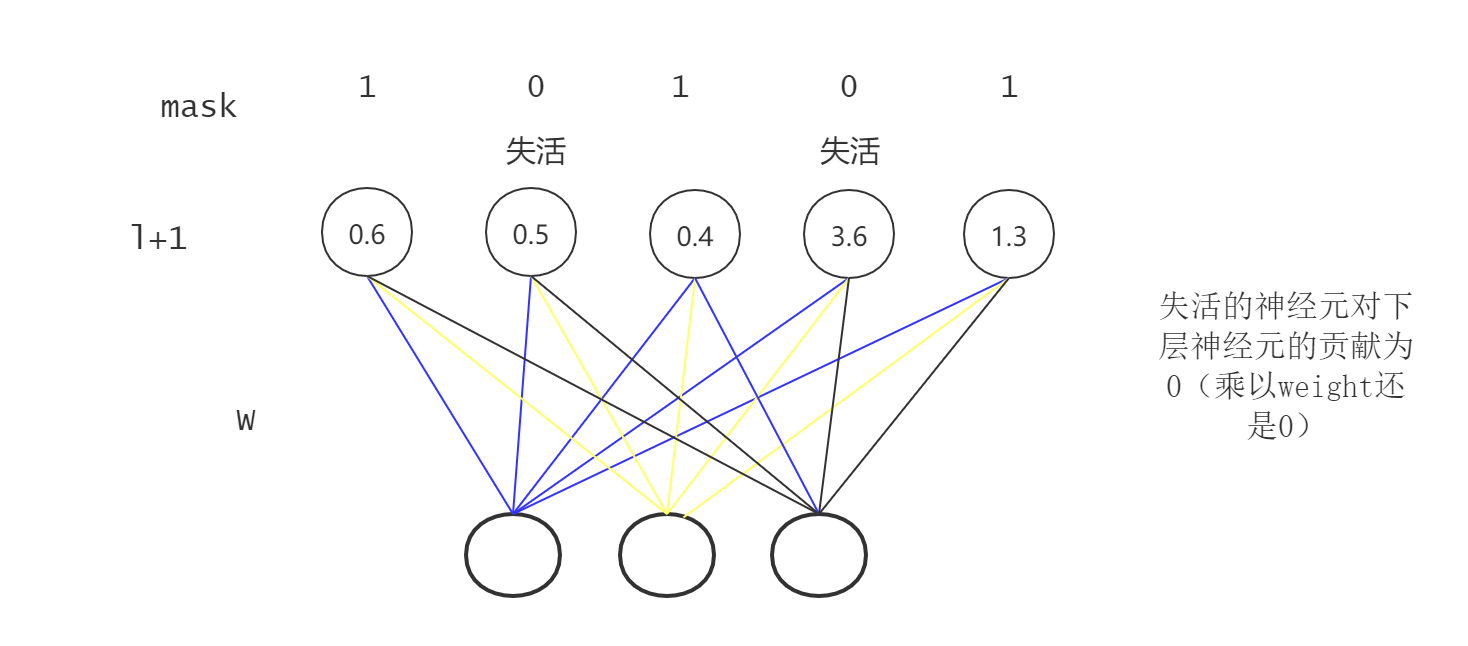 mask 1 0 1 0 1
失活 失活
l+1 0.6 0.5 0.4 3.6 1.3
W
失活的神经元对下
层神经元的贡献为
0（乘以weight还
是0）